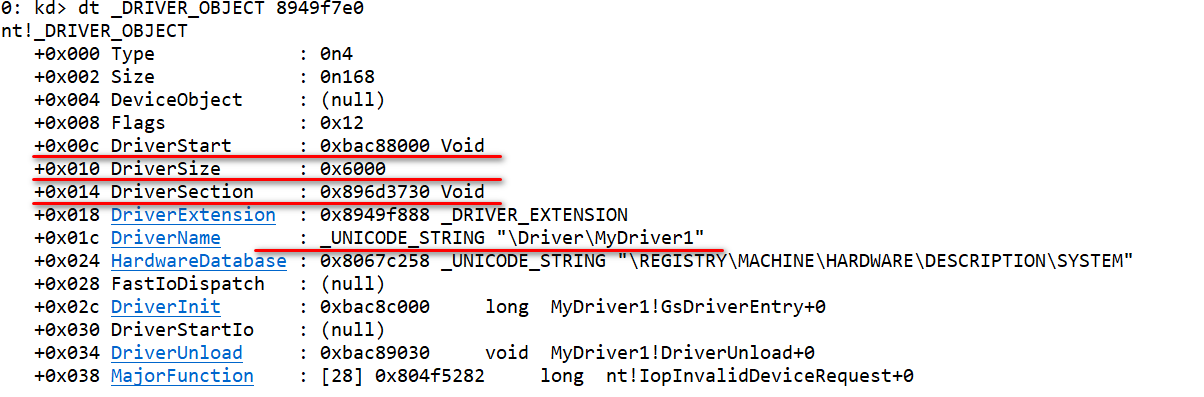 0: kd> dt _DRIVER_OBJECT 8949f7e0
nt!_DRIVER_OBJECT
   +0x000 Type             : 0n4
   +0x002 Size             : 0n168
   +0x004 DeviceObject     : (null)
   +0x008 Flags            : 0x12
   +0x00c DriverStart      : 0xbac88000 Void
   +0x010 DriverSize       : 0x6000
   +0x014 DriverSection    : 0x896d3730 Void
   +0x018 DriverExtension  : 0x8949f888 _DRIVER_EXTENSION
   +0x01c DriverName       : _UNICODE_STRING "\Driver\MyDriver1"
   +0x024 HardwareDatabase : 0x8067c258 _UNICODE_STRING "\REGISTRY\MACHINE\HARDWARE\DESCRIPTION\SYSTEM"
   +0x028 FastIoDispatch   : (null)
   +0x02c DriverInit       : 0xbac8c000     long  MyDriver1!GsDriverEntry+0
   +0x030 DriverStartIo    : (null)
   +0x034 DriverUnload     : 0xbac89030     void  MyDriver1!DriverUnload+0
   +0x038 MajorFunction    : [28] 0x804f5282     long  nt!IopInvalidDeviceRequest+0